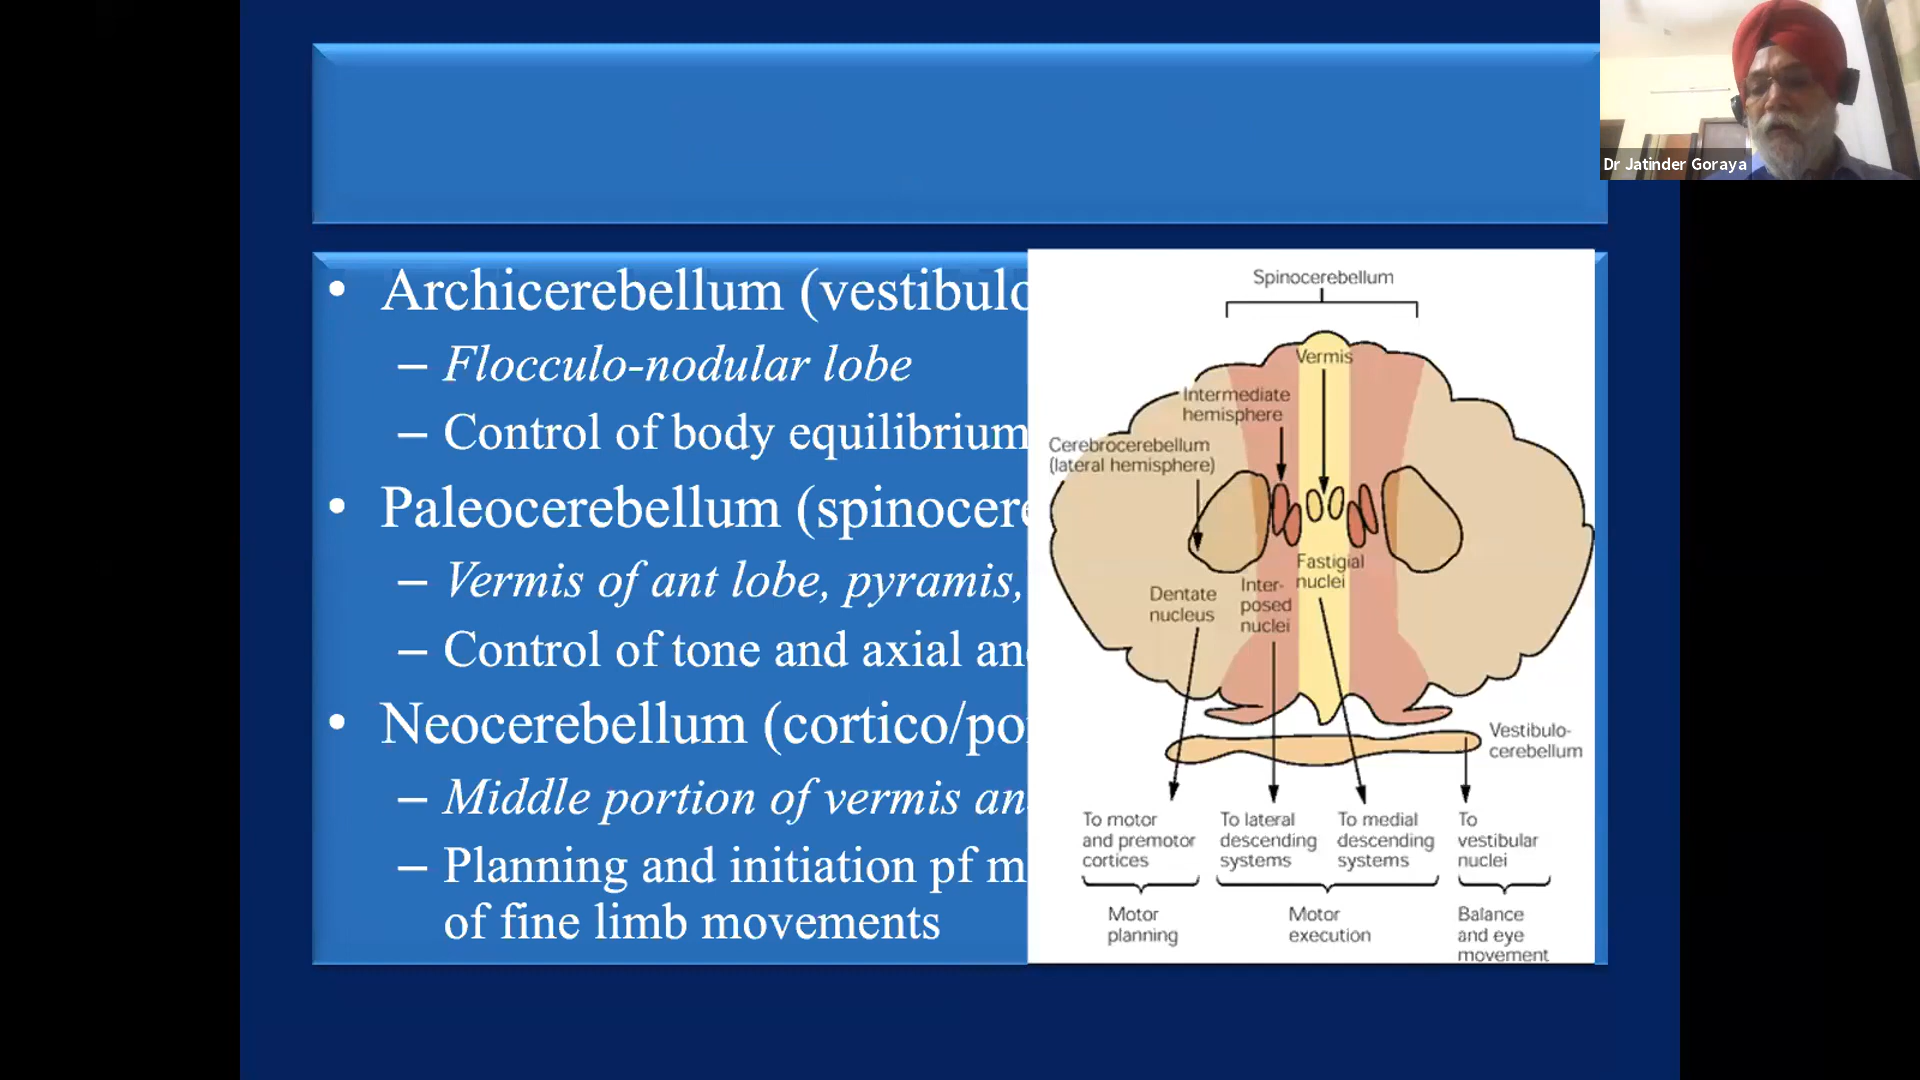 Dr Jatinder Goraya
• Archicerebellum (vestibulo
– Flocculo-nodular lobe
– Control of body equilibrium
• Paleocerebellum (spinocere
– Vermis of ant lobe, pyramis,
– Control of tone and axial an
• Neocerebellum (cortico/po
– Middle portion of vermis an
– Planning and initiation pf m
of fine limb movements
Spinocerebellum
Vermis
Intermediate
hemisphere
Cerebrocerebellum
(lateral hemisphere)
Fastigial
nuclei
Inter-
posed
nuclei
Dentate
nucleus
Vestibulo-
cerebellum
To motor
and premotor
cortices
To lateral
descending
systems
To medial
descending
systems
To
vestibular
nuclei
Motor
planning
Motor
execution
Balance
and eye
movement